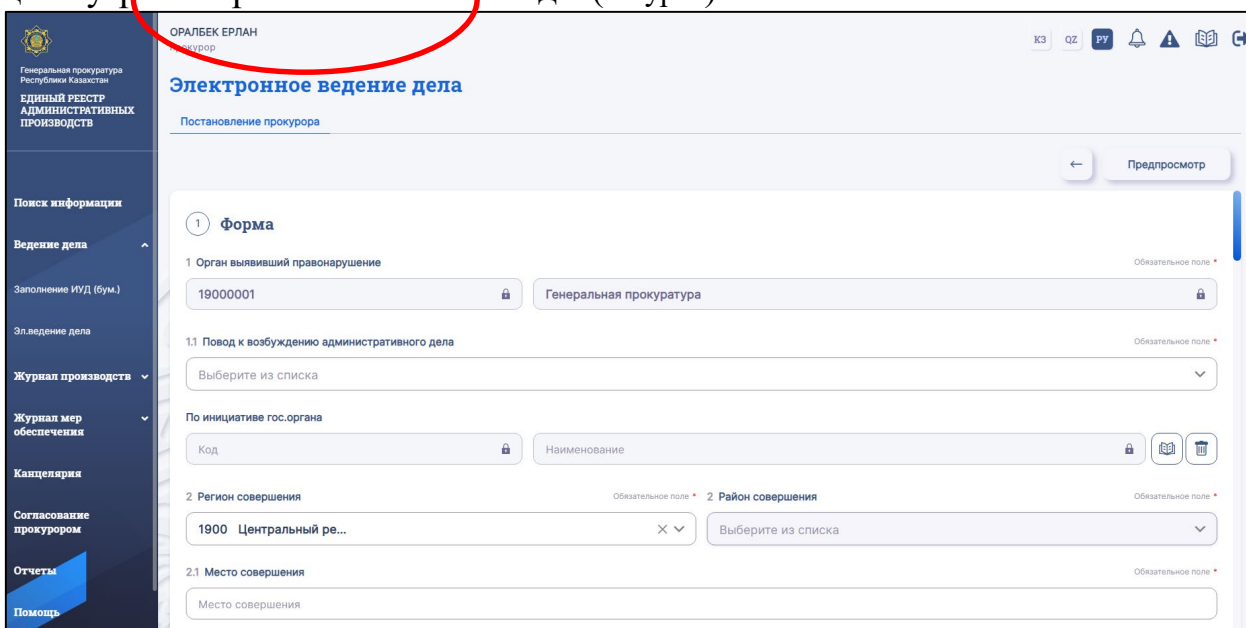 ОРАЛБЕК ЕРЛАН
прокурор
КЗ QZ РУ
Генеральная прокуратура
Республики Казахстан
ЕДИНЫЙ РЕЕСТР
АДМИНИСТРАТИВНЫХ
ПРОИЗВОДСТВ
Электронное ведение дела
Постановление прокурора
← Предпросмотр
Поиск информации
Ведение дела
Заполнение ИУД (бум.)
Эл.ведение дела
Журнал производств
Журнал мер
обеспечения
Канцелярия
Согласование
прокурором
Отчеты
Помощь
1 Форма
1 Орган выявивший правонарушение Обязательное поле *
19000001 Генеральная прокуратура
1.1 Повод к возбуждению административного дела Обязательное поле *
Выберите из списка
По инициативе гос.органа
Код Наименование
2 Регион совершения Обязательное поле * 2 Район совершения Обязательное поле *
1900 Центральный ре... Выберите из списка
2.1 Место совершения Обязательное поле *
Место совершения